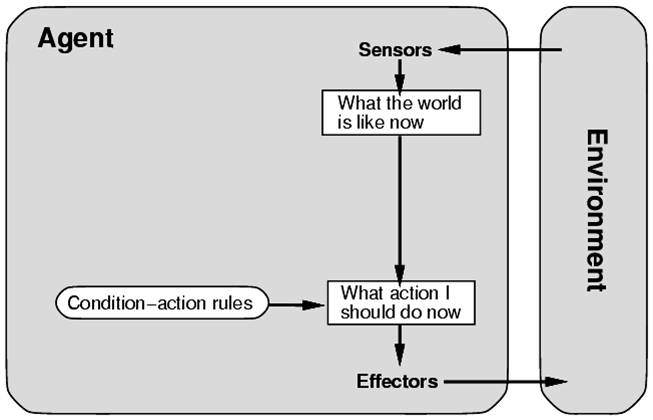 Agent
Sensors
What the world
is like now
Environment
Condition–action rules
What action I
should do now
Effectors